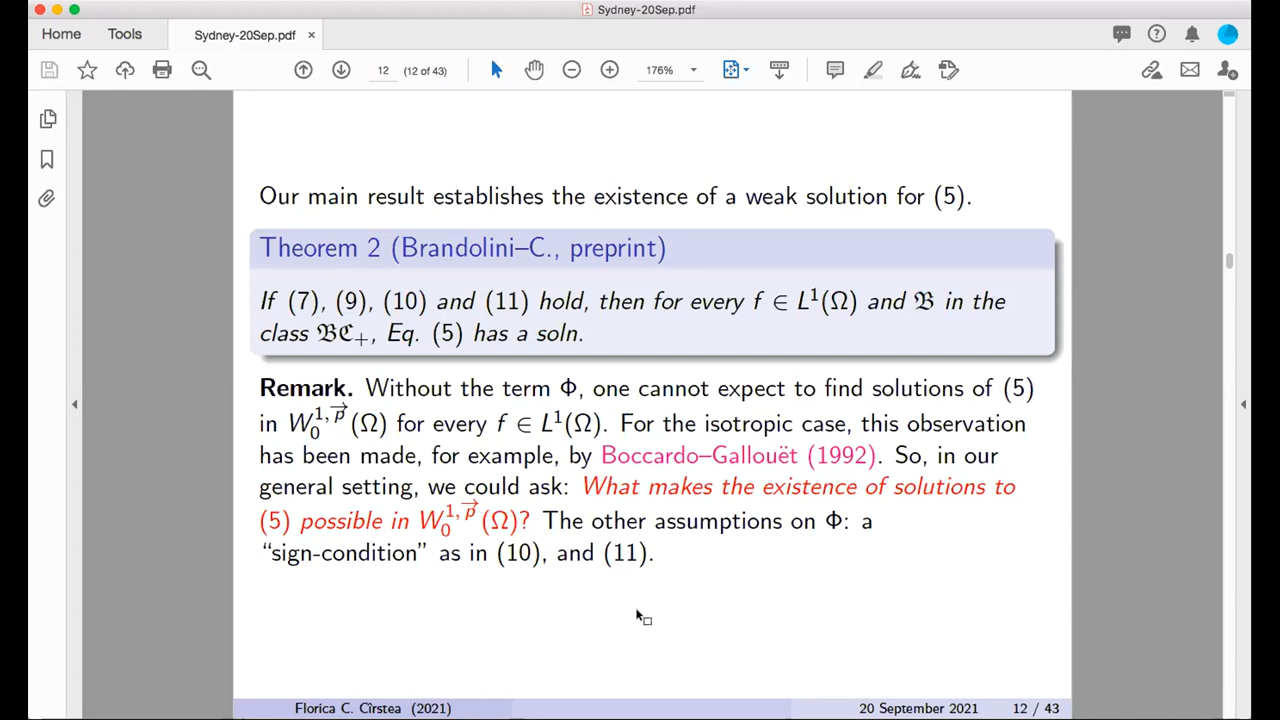 Sydney-20Sep.pdf
Home Tools Sydney-20Sep.pdf ×
12 (12 of 43) 176%
Our main result establishes the existence of a weak solution for (5).
Theorem 2 (Brandolini–C., preprint)
If (7), (9), (10) and (11) hold, then for every f ∈ L¹(Ω) and 𝔅 in the
class 𝔅ℭ₊, Eq. (5) has a soln.
Remark. Without the term Φ, one cannot expect to find solutions of (5)
in W₀^{1,p⃗}(Ω) for every f ∈ L¹(Ω). For the isotropic case, this observation
has been made, for example, by Boccardo–Gallouët (1992). So, in our
general setting, we could ask: What makes the existence of solutions to
(5) possible in W₀^{1,p⃗}(Ω)? The other assumptions on Φ: a
“sign-condition” as in (10), and (11).
Florica C. Cîrstea (2021) 20 September 2021 12 / 43